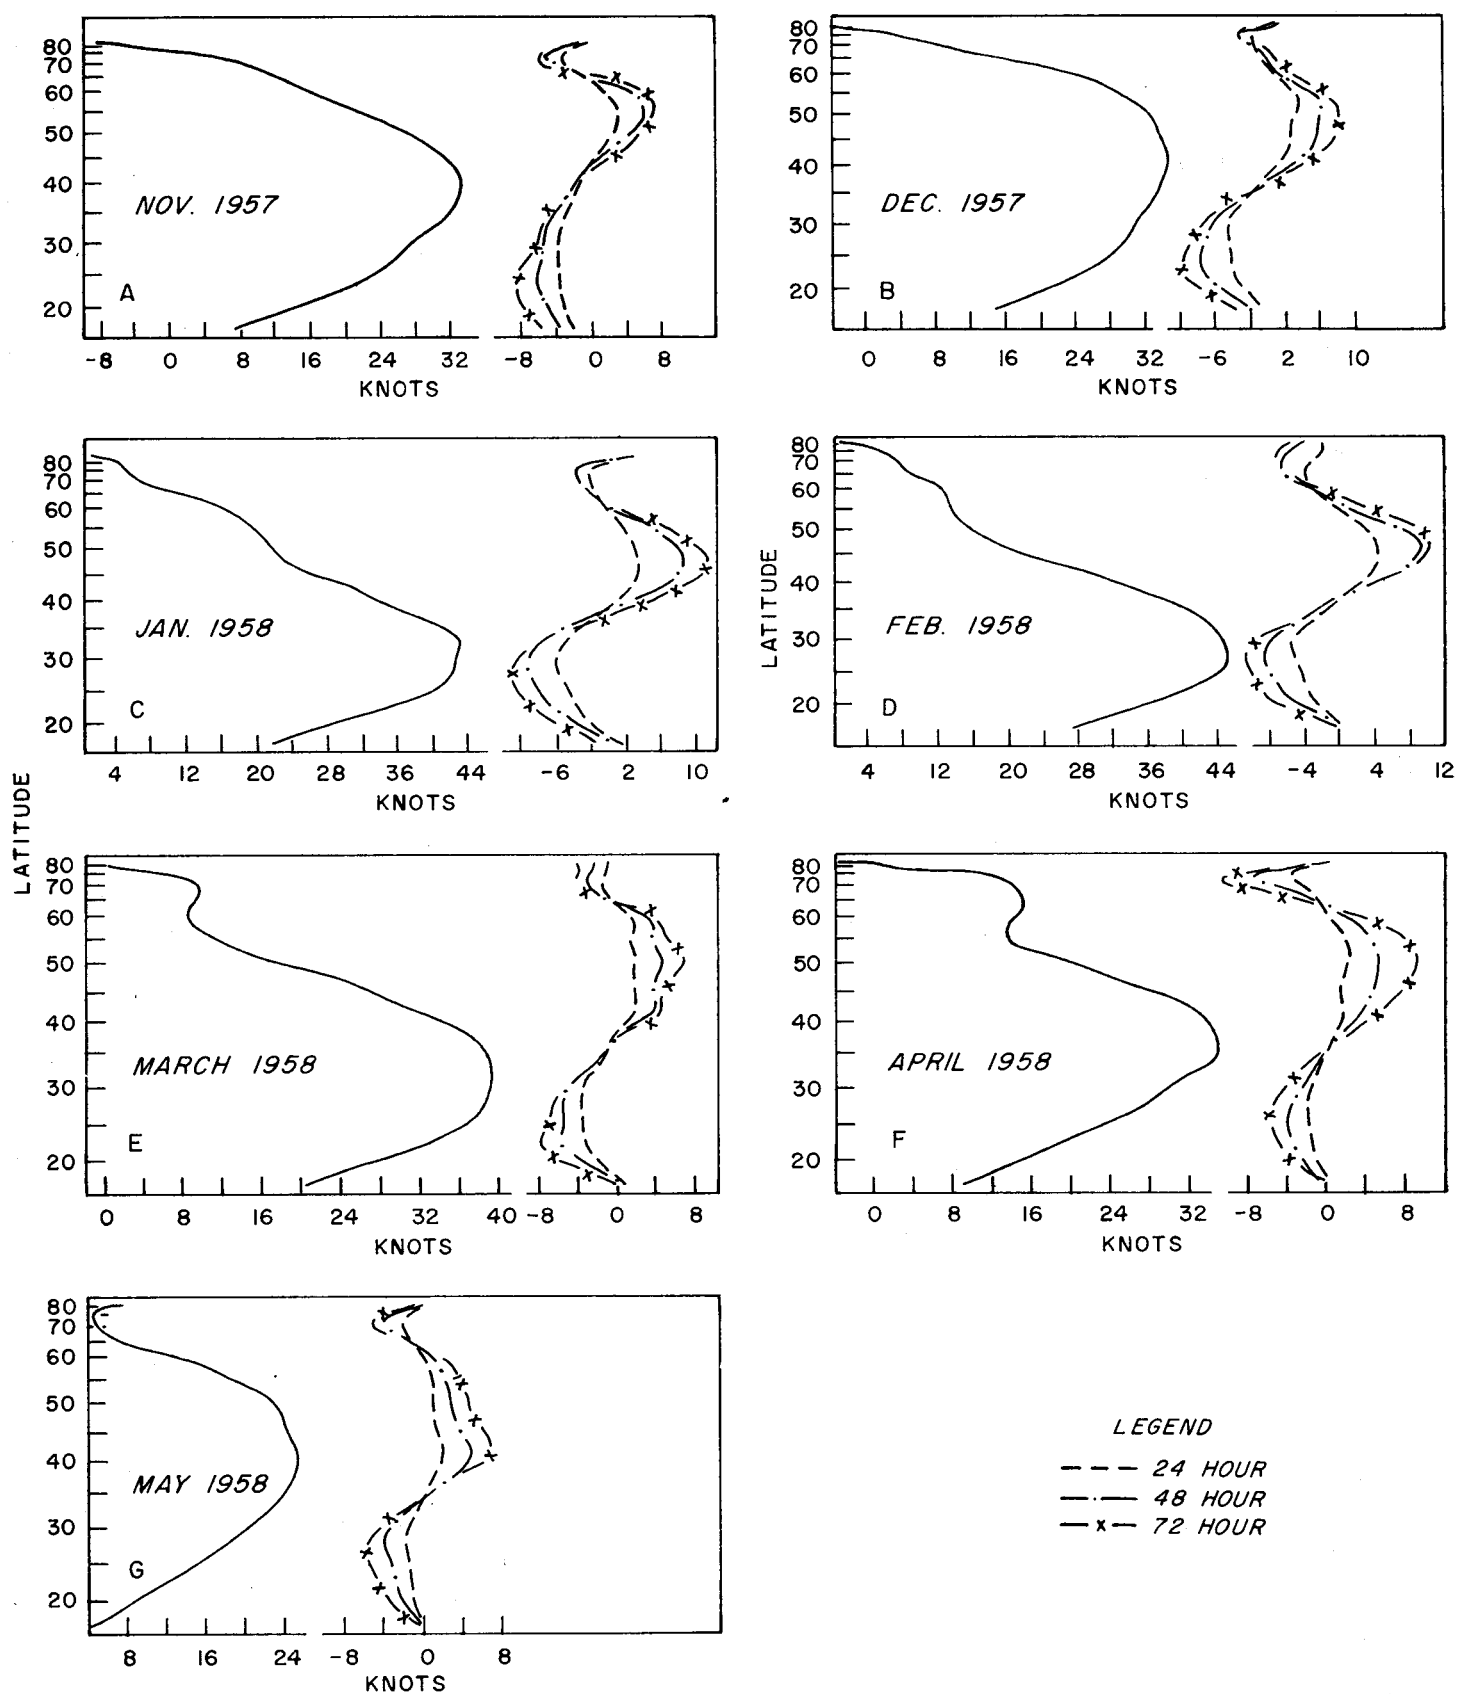 80
70
60
50
40
30
20
NOV. 1957
A
-8 0 8 16 24 32 -8 0 8
KNOTS
80
70
60
50
40
30
20
DEC. 1957
B
0 8 16 24 32 -6 2 10
KNOTS
80
70
60
50
40
30
20
JAN. 1958
C
4 12 20 28 36 44 -6 2 10
KNOTS
LATITUDE
80
70
60
50
40
30
20
FEB. 1958
D
4 12 20 28 36 44 -4 4 12
KNOTS
LATITUDE
80
70
60
50
40
30
20
MARCH 1958
E
0 8 16 24 32 40 -8 0 8
KNOTS
80
70
60
50
40
30
20
APRIL 1958
F
0 8 16 24 32 -8 0 8
KNOTS
80
70
60
50
40
30
20
MAY 1958
G
8 16 24 -8 0 8
KNOTS
LEGEND
24 HOUR
48 HOUR
72 HOUR